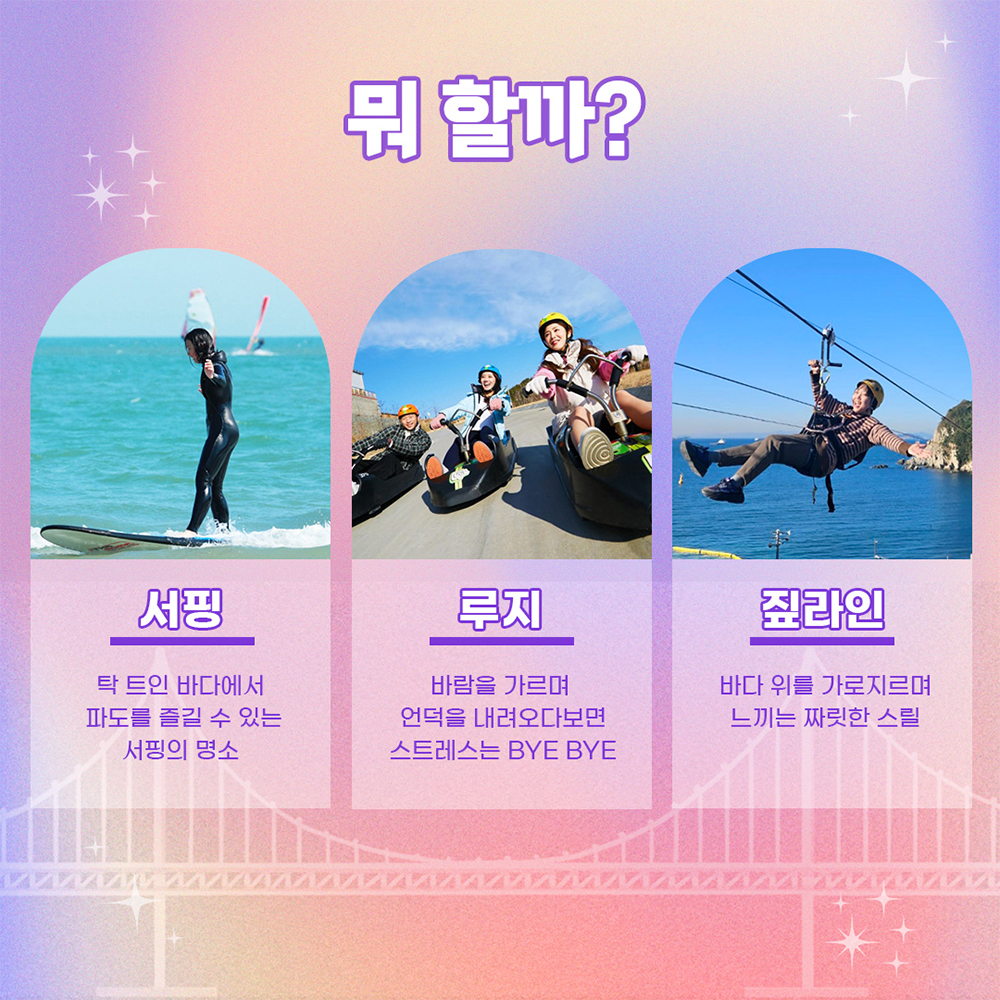 뭐 할까?
서핑
탁 트인 바다에서
파도를 즐길 수 있는
서핑의 명소
루지
바람을 가르며
언덕을 내려오다보면
스트레스는 BYE BYE
짚라인
바다 위를 가로지르며
느끼는 짜릿한 스릴